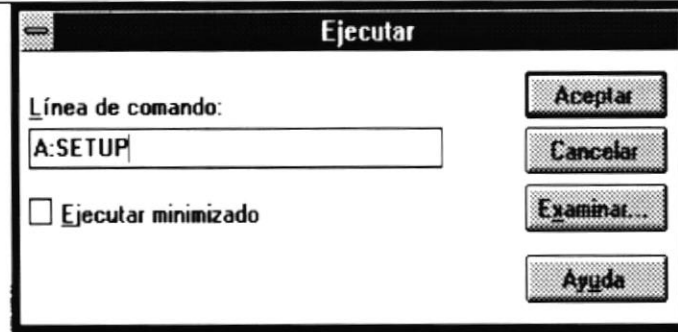 Ejecutar
Línea de comando:
A:SETUP
Ejecutar minimizado
Aceptar
Cancelar
Examinar...
Ayuda